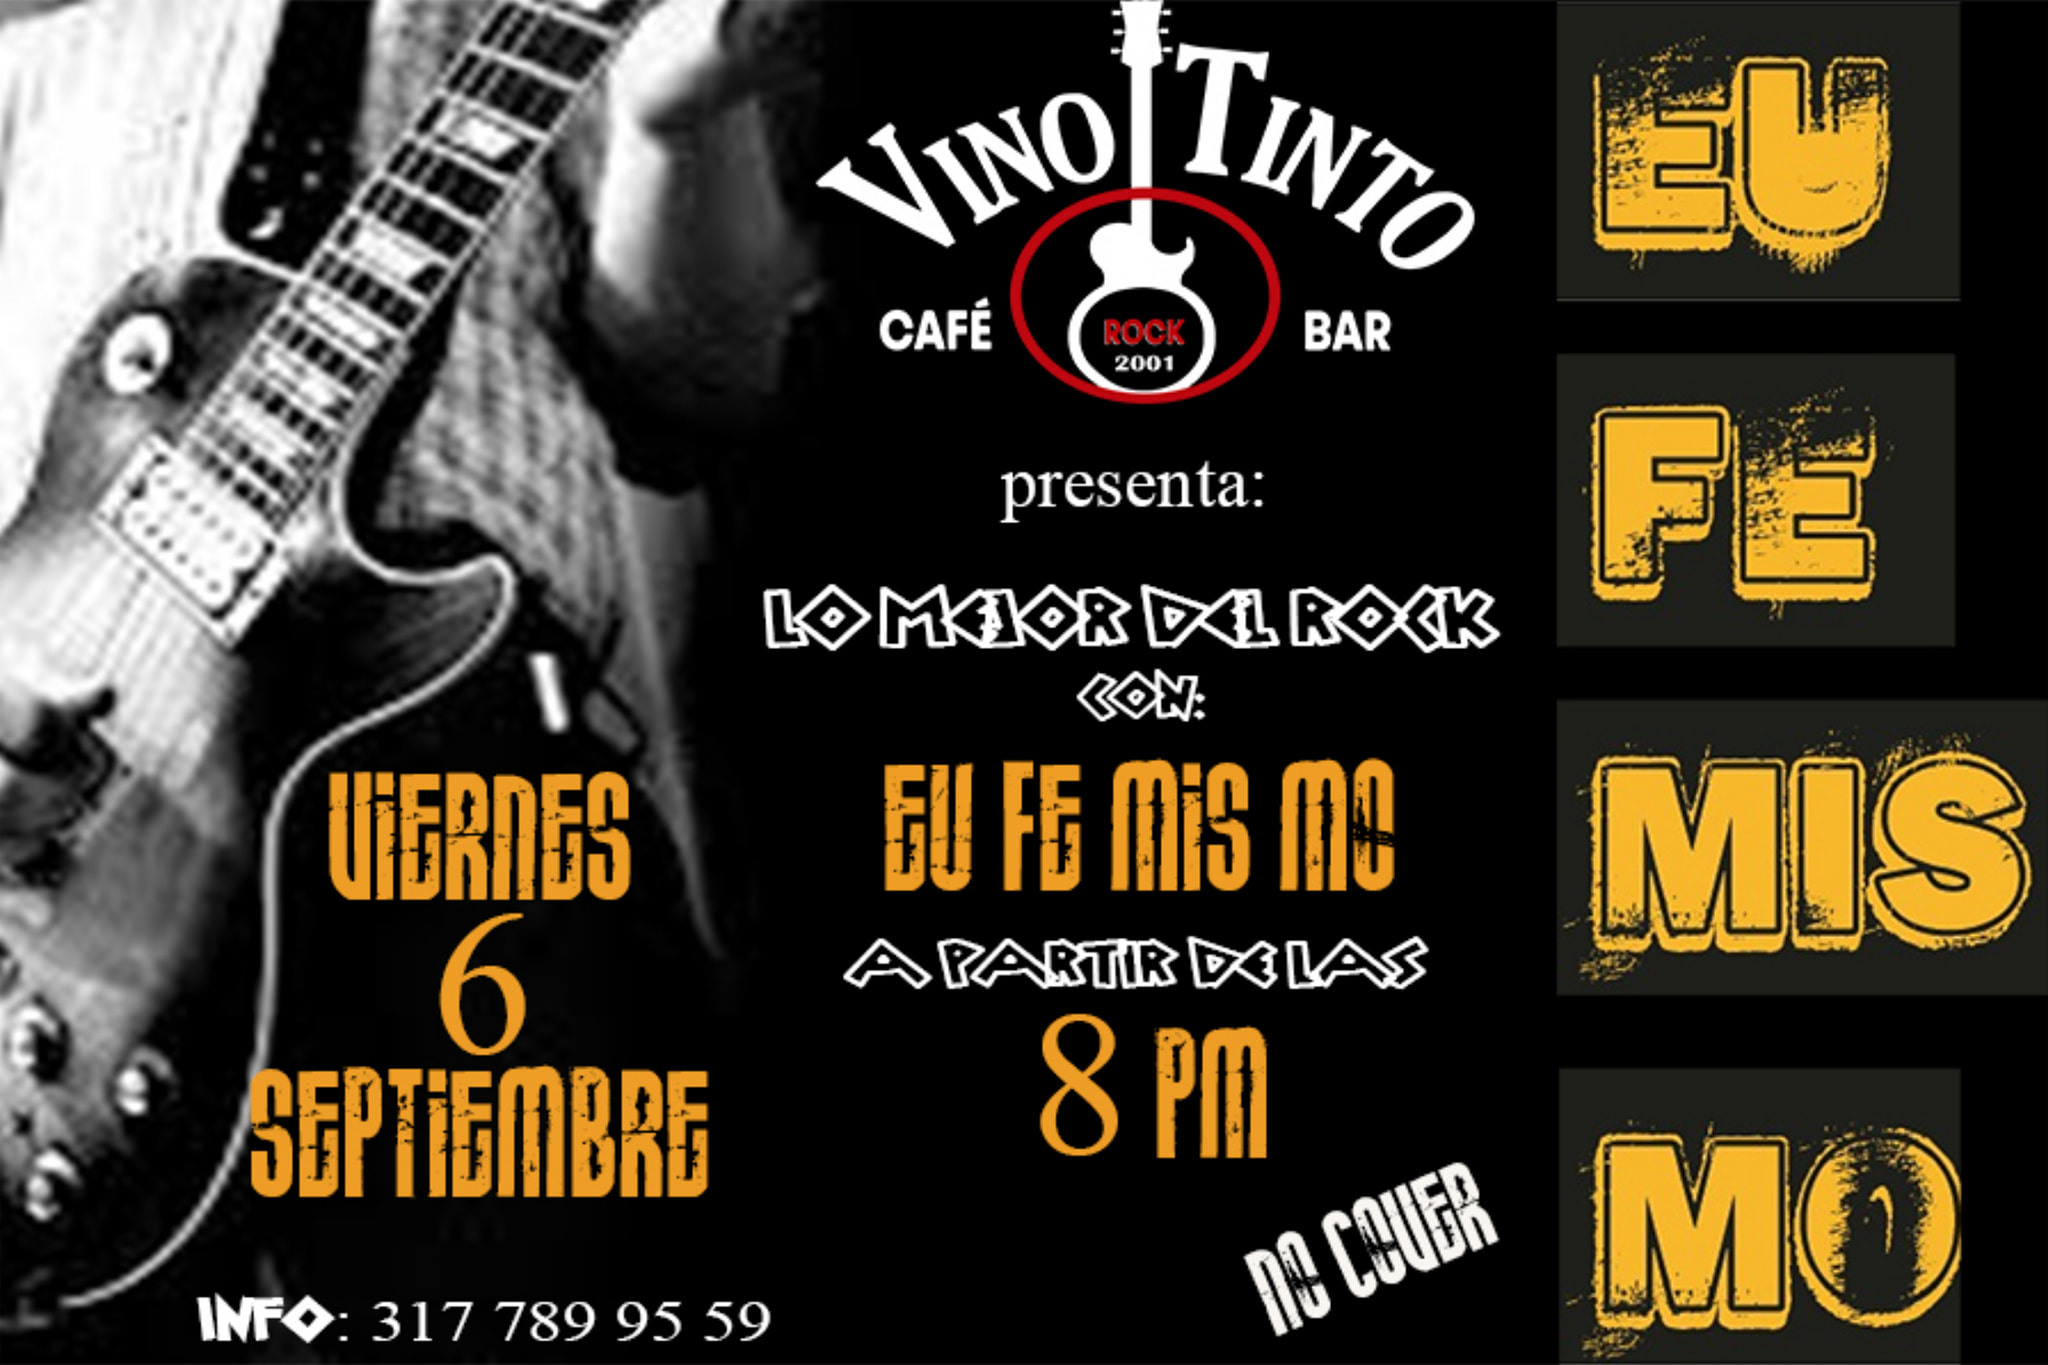 VINO TINTO
CAFÉ BAR
ROCK
2001
presenta:
LO MEJOR DEL ROCK
CON:
EU FE MIS MO
A PARTIR DE LAS
8 PM
NO COVER
VIERNES
6
SEPTIEMBRE
INFO: 317 789 95 59
EU
FE
MIS
MO